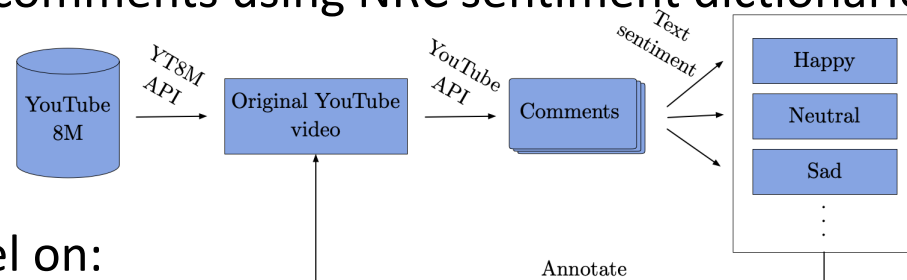 comments using NRC sentiment dictionarie
YouTube
8M
YT8M
API
Original YouTube
video
YouTube
API
Comments
Text
sentiment
Happy
Neutral
Sad
el on:
Annotate